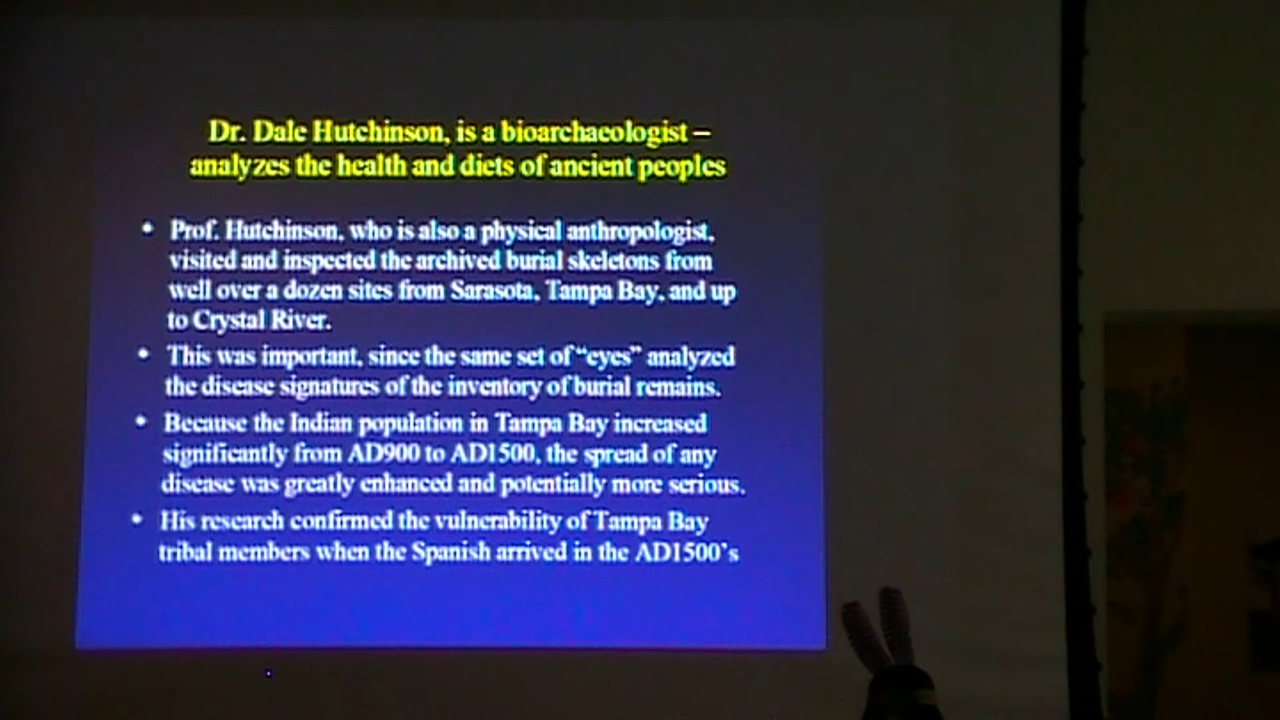 Dr. Dale Hutchinson, is a bioarchaeologist –
analyzes the health and diets of ancient peoples
• Prof. Hutchinson, who is also a physical anthropologist,
visited and inspected the archived burial skeletons from
well over a dozen sites from Sarasota, Tampa Bay, and up
to Crystal River.
• This was important, since the same set of “eyes” analyzed
the disease signatures of the inventory of burial remains.
• Because the Indian population in Tampa Bay increased
significantly from AD900 to AD1500, the spread of any
disease was greatly enhanced and potentially more serious.
• His research confirmed the vulnerability of Tampa Bay
tribal members when the Spanish arrived in the AD1500’s